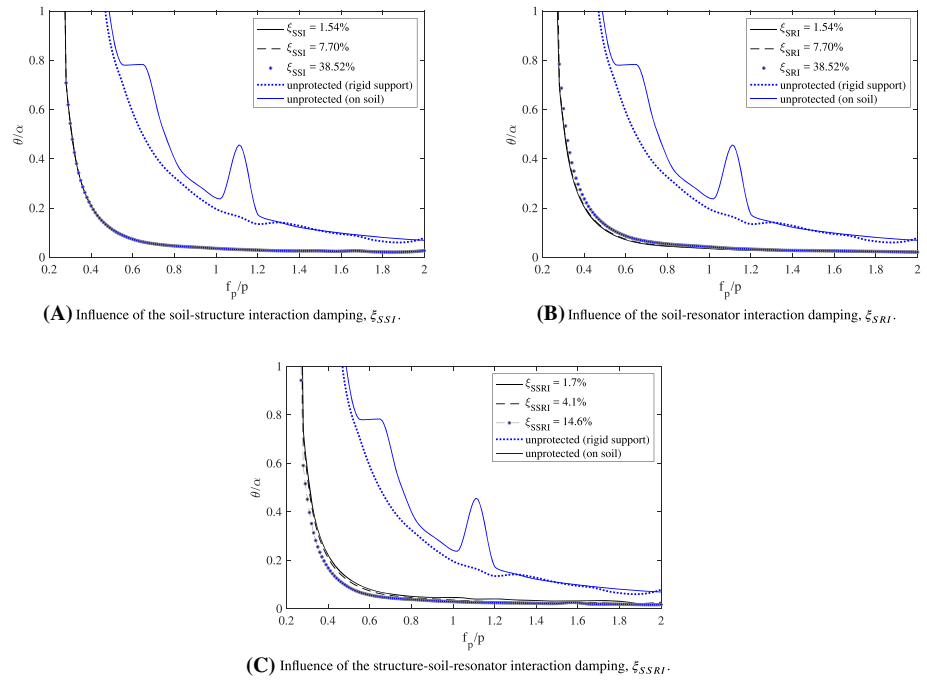 1
0.8
0.6
0.4
0.2
0
θ/α
0.2 0.4 0.6 0.8 1 1.2 1.4 1.6 1.8 2
f_p/p
ξ_SSI = 1.54%
ξ_SSI = 7.70%
ξ_SSI = 38.52%
unprotected (rigid support)
unprotected (on soil)
(A) Influence of the soil-structure interaction damping, ξ_SSI.
1
0.8
0.6
0.4
0.2
0
θ/α
0.2 0.4 0.6 0.8 1 1.2 1.4 1.6 1.8 2
f_p/p
ξ_SRI = 1.54%
ξ_SRI = 7.70%
ξ_SRI = 38.52%
unprotected (rigid support)
unprotected (on soil)
(B) Influence of the soil-resonator interaction damping, ξ_SRI.
1
0.8
0.6
0.4
0.2
0
θ/α
0.2 0.4 0.6 0.8 1 1.2 1.4 1.6 1.8 2
f_p/p
ξ_SSRI = 1.7%
ξ_SSRI = 4.1%
ξ_SSRI = 14.6%
unprotected (rigid support)
unprotected (on soil)
(C) Influence of the structure-soil-resonator interaction damping, ξ_SSRI.